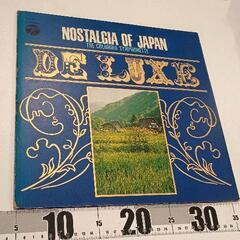 NOSTALGIA OF JAPAN
THE COLUMBIA SYMPHONETTE
DE LUXE
10 20 30